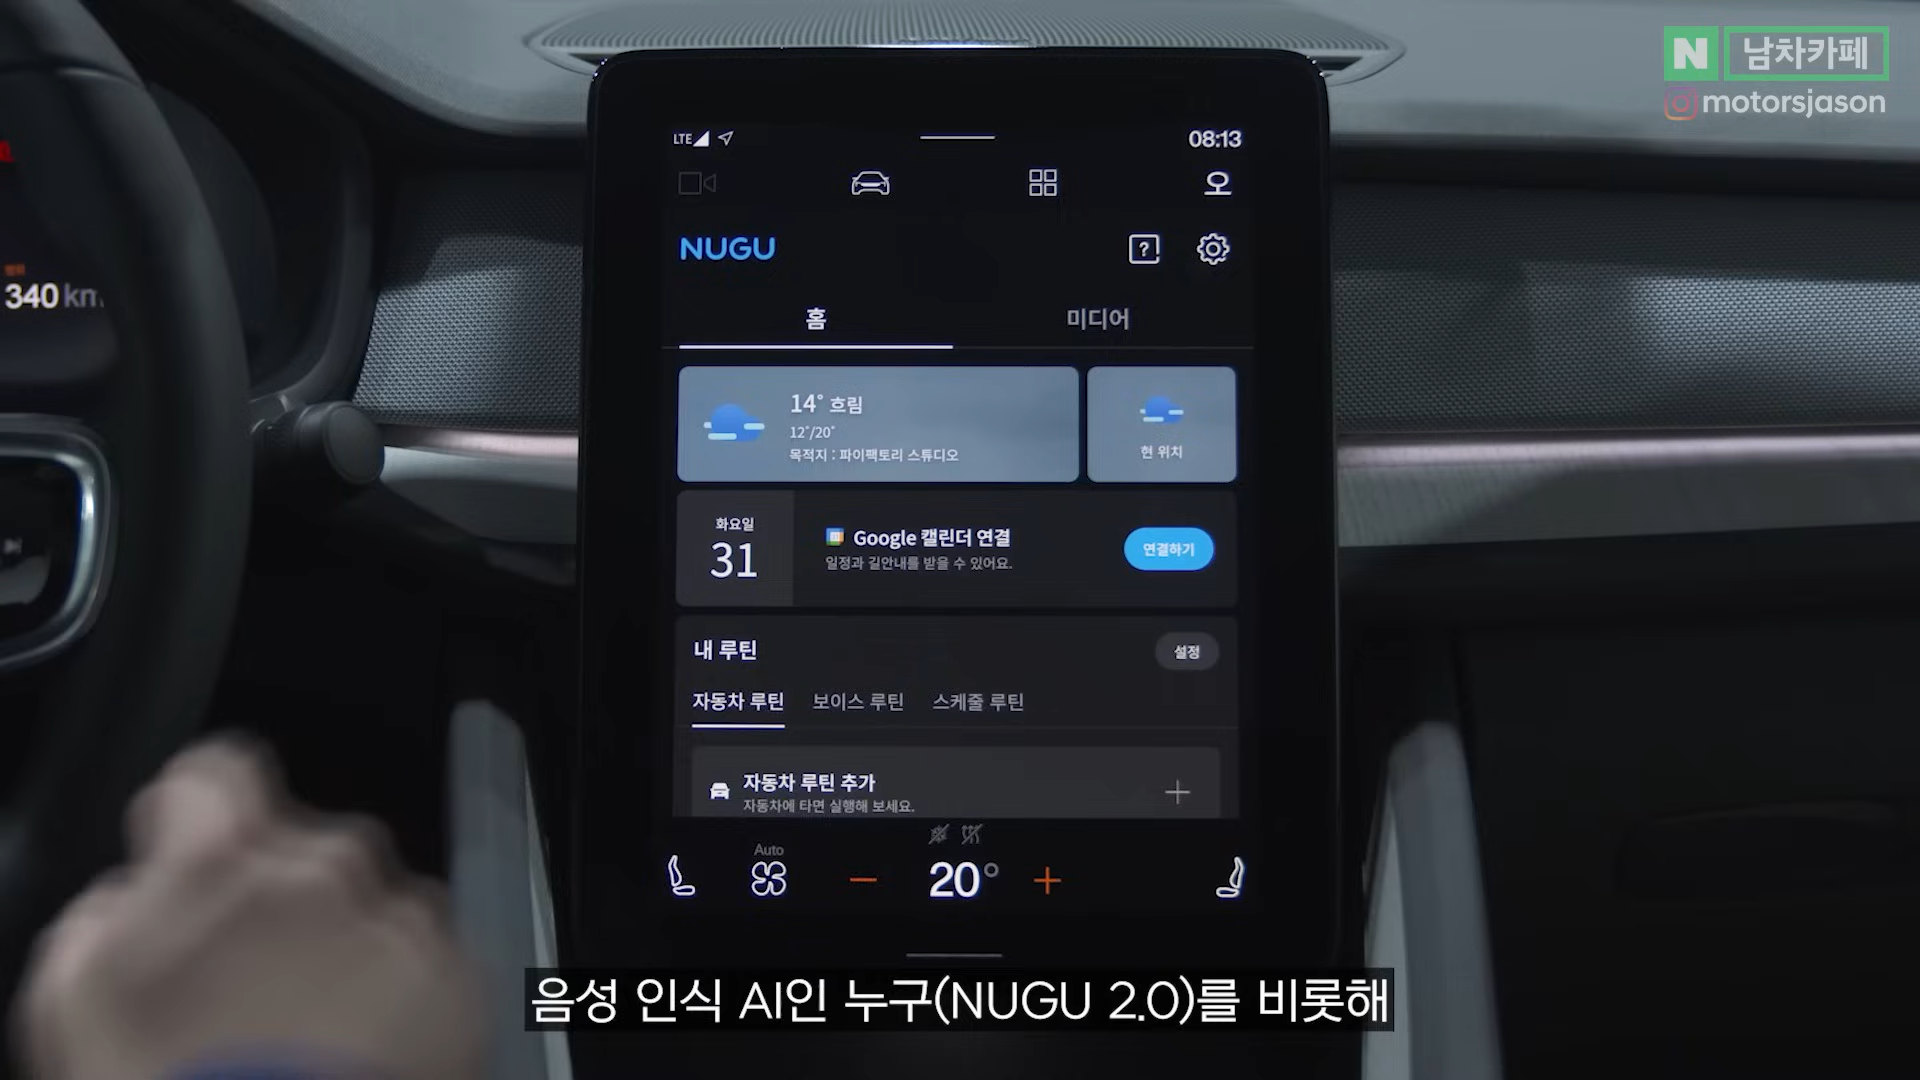 N 남차카페
motorsjason
LTE 08:13
오
NUGU
?
홈 미디어
14° 흐림
12°/20°
목적지 : 파이팩토리 스튜디오
현 위치
화요일
31
Google 캘린더 연결
일정과 길안내를 받을 수 있어요.
연결하기
내 루틴 설정
자동차 루틴 보이스 루틴 스케줄 루틴
자동차 루틴 추가
자동차에 타면 실행해 보세요.
Auto
20°
340 km
음성 인식 AI인 누구(NUGU 2.0)를 비롯해